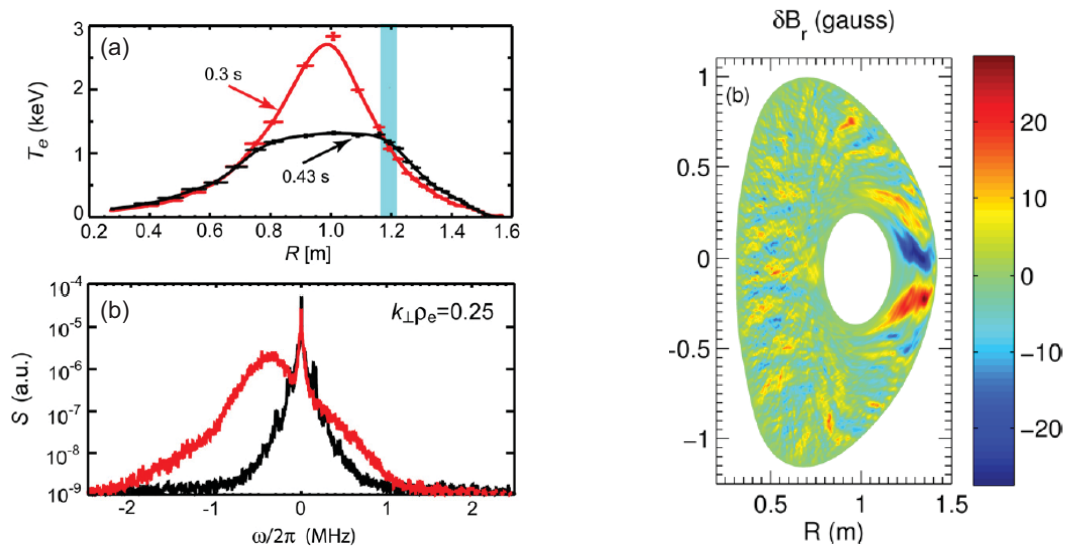 (a)
3
2
1
0
T_e (keV)
0.3 s
0.43 s
0.2 0.4 0.6 0.8 1.0 1.2 1.4 1.6
R [m]
(b)
k⊥ρe=0.25
10^-4
10^-5
10^-6
10^-7
10^-8
10^-9
S (a.u.)
-2 -1 0 1 2
ω/2π (MHz)
δB_r (gauss)
(b)
1
0.5
0
-0.5
-1
0.5 1 1.5
R (m)
20
10
0
-10
-20